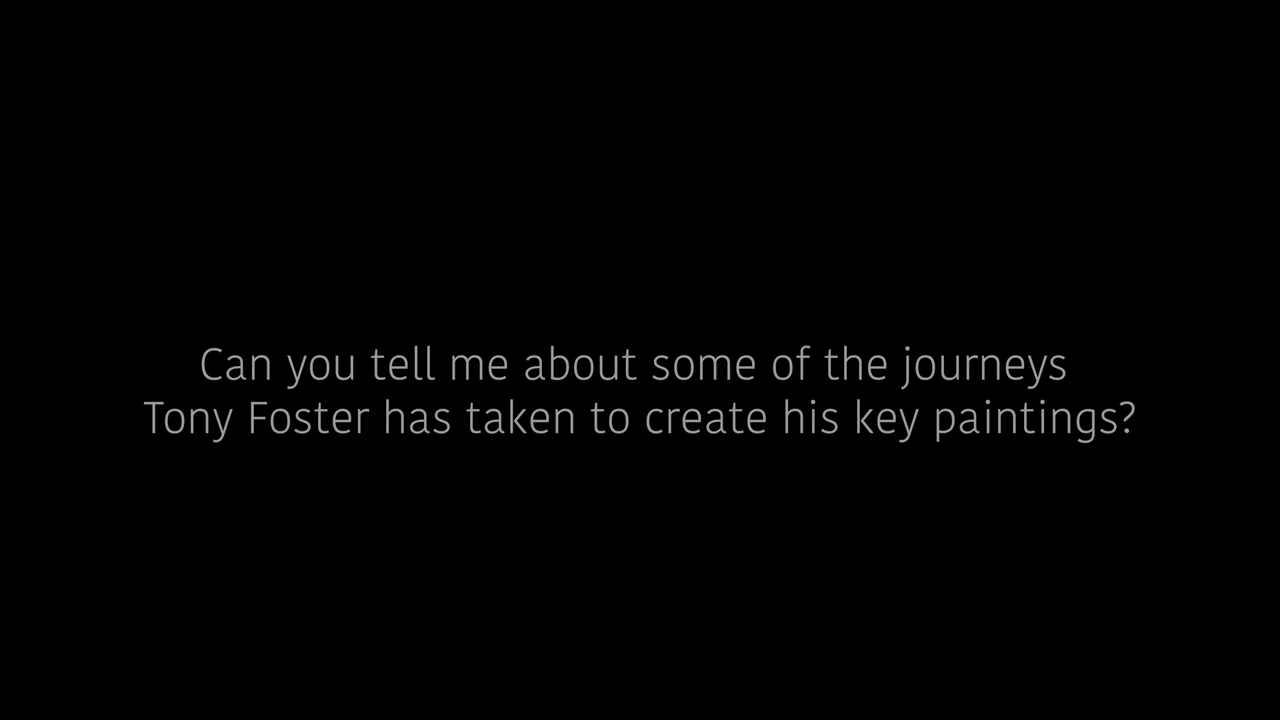 Can you tell me about some of the journeys
Tony Foster has taken to create his key paintings?